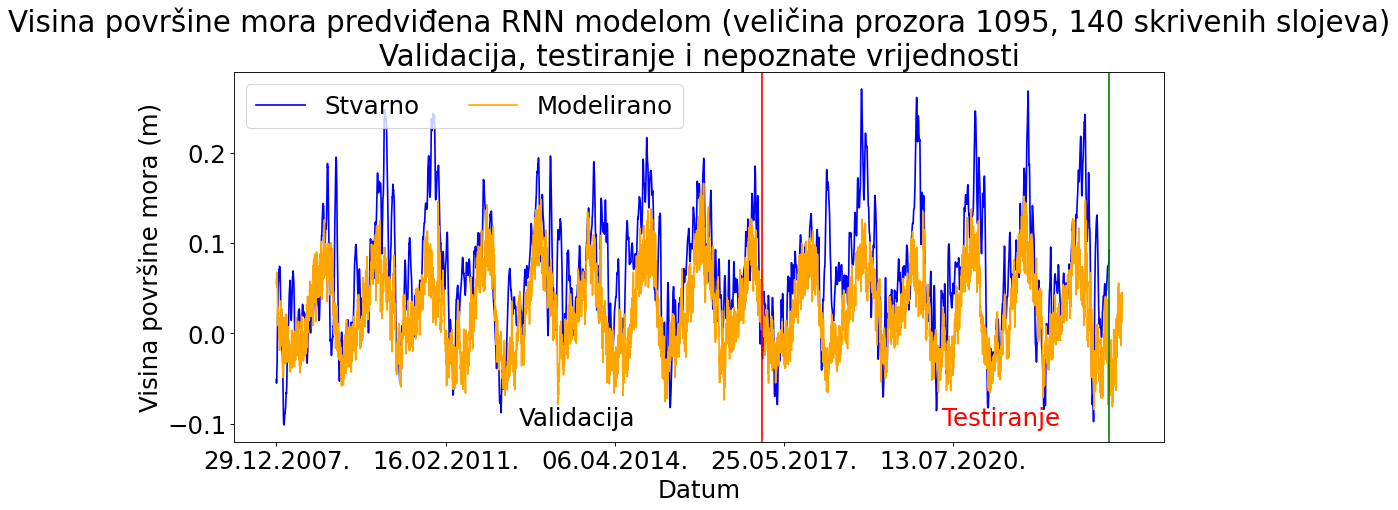 Visina površine mora predviđena RNN modelom (veličina prozora 1095, 140 skrivenih slojeva)
Validacija, testiranje i nepoznate vrijednosti
Stvarno Modelirano
Visina površine mora (m)
0.2
0.1
0.0
−0.1
Validacija
Testiranje
29.12.2007. 16.02.2011. 06.04.2014. 25.05.2017. 13.07.2020.
Datum